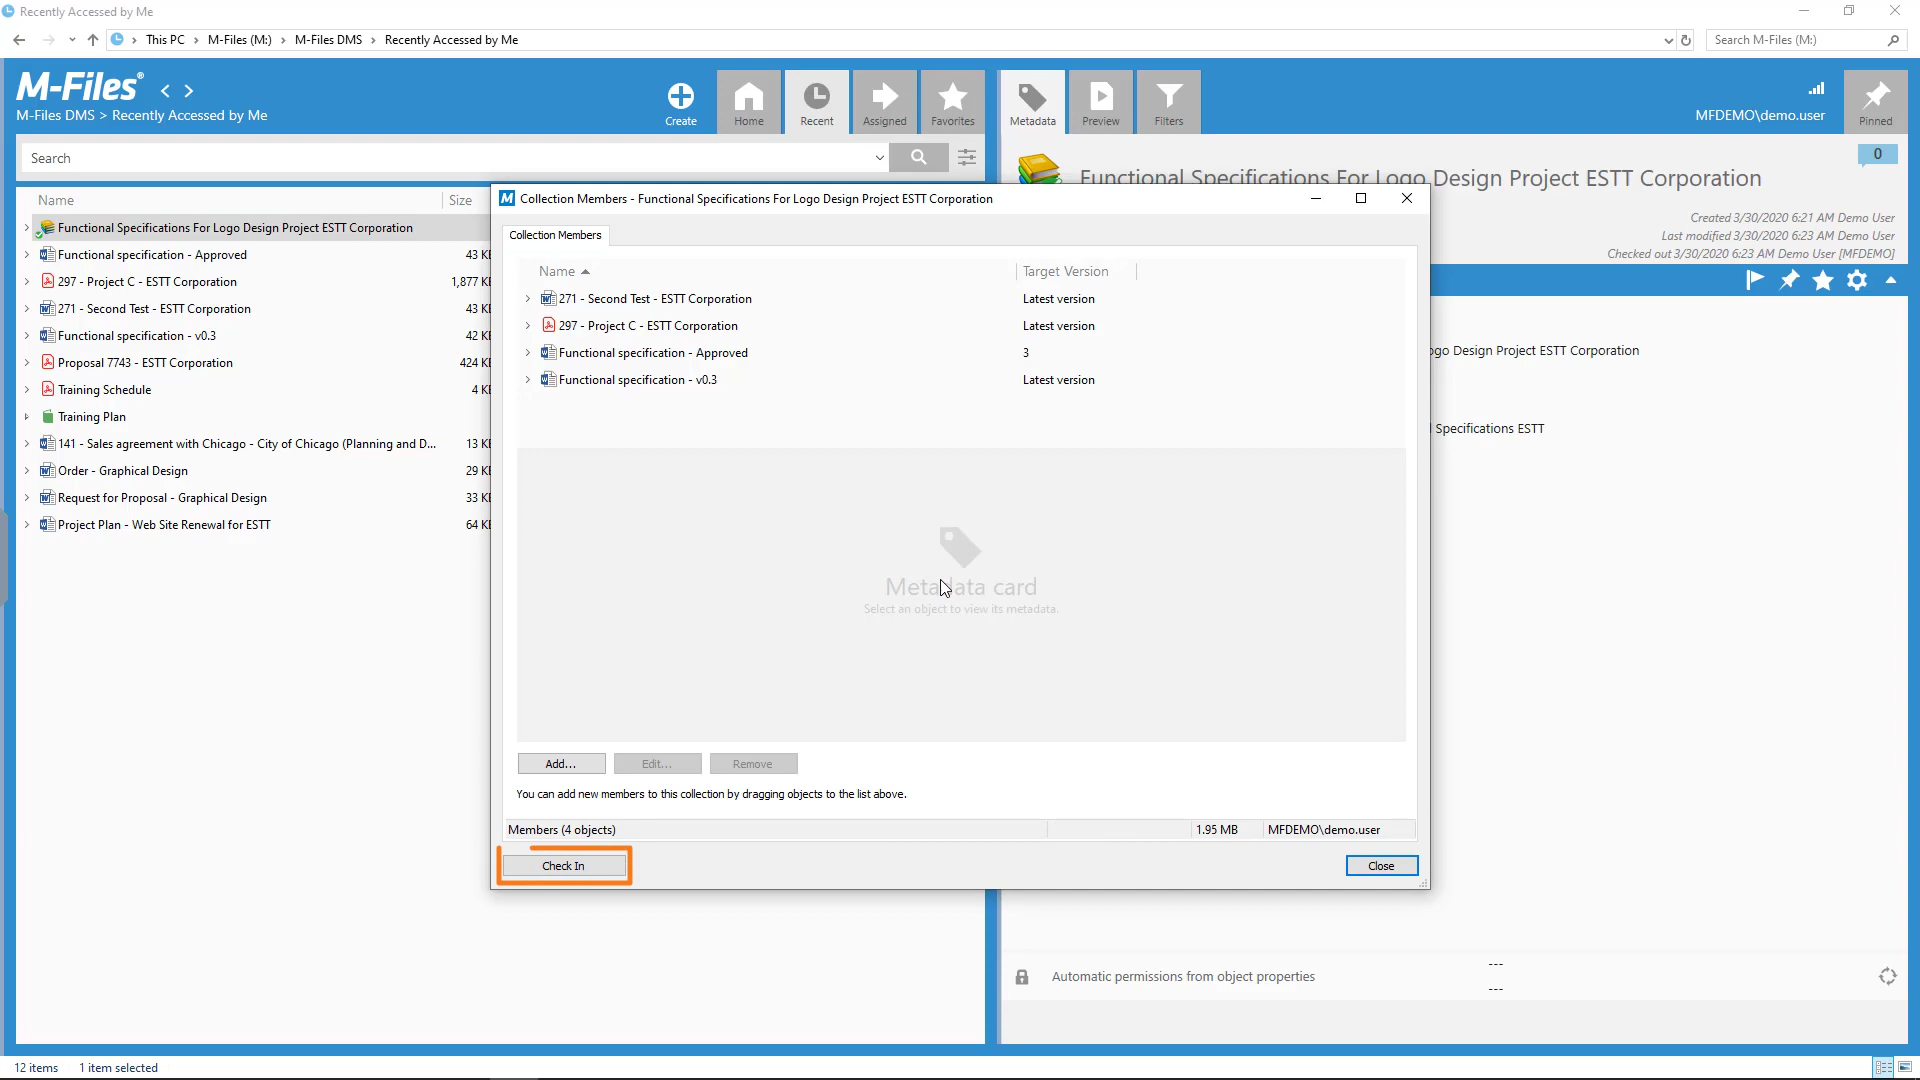 Recently Accessed by Me
This PC > M-Files (M:) > M-Files DMS > Recently Accessed by Me
Search M-Files (M:)
M-Files®
M-Files DMS > Recently Accessed by Me
Create
Home
Recent
Assigned
Favorites
Metadata
Preview
Filters
MFDEMO\demo.user
Pinned
Search
0
Functional Specifications For Logo Design Project ESTT Corporation
Created 3/30/2020 6:21 AM Demo User
Last modified 3/30/2020 6:23 AM Demo User
Checked out 3/30/2020 6:23 AM Demo User [MFDEMO]
Name Size
Functional Specifications For Logo Design Project ESTT Corporation
Functional specification - Approved 43 KB
297 - Project C - ESTT Corporation 1,877 KB
271 - Second Test - ESTT Corporation 43 KB
Functional specification - v0.3 42 KB
Proposal 7743 - ESTT Corporation 424 KB
Training Schedule 4 KB
Training Plan
141 - Sales agreement with Chicago - City of Chicago (Planning and D... 13 KB
Order - Graphical Design 29 KB
Request for Proposal - Graphical Design 33 KB
Project Plan - Web Site Renewal for ESTT 64 KB
Collection Members - Functional Specifications For Logo Design Project ESTT Corporation
Collection Members
Name Target Version
271 - Second Test - ESTT Corporation Latest version
297 - Project C - ESTT Corporation Latest version
Functional specification - Approved 3
Functional specification - v0.3 Latest version
Metadata card
Select an object to view its metadata.
Add... Edit... Remove
You can add new members to this collection by dragging objects to the list above.
Members (4 objects) 1.95 MB MFDEMO\demo.user
Check In Close
ogo Design Project ESTT Corporation
Specifications ESTT
Automatic permissions from object properties
---
---
12 items 1 item selected